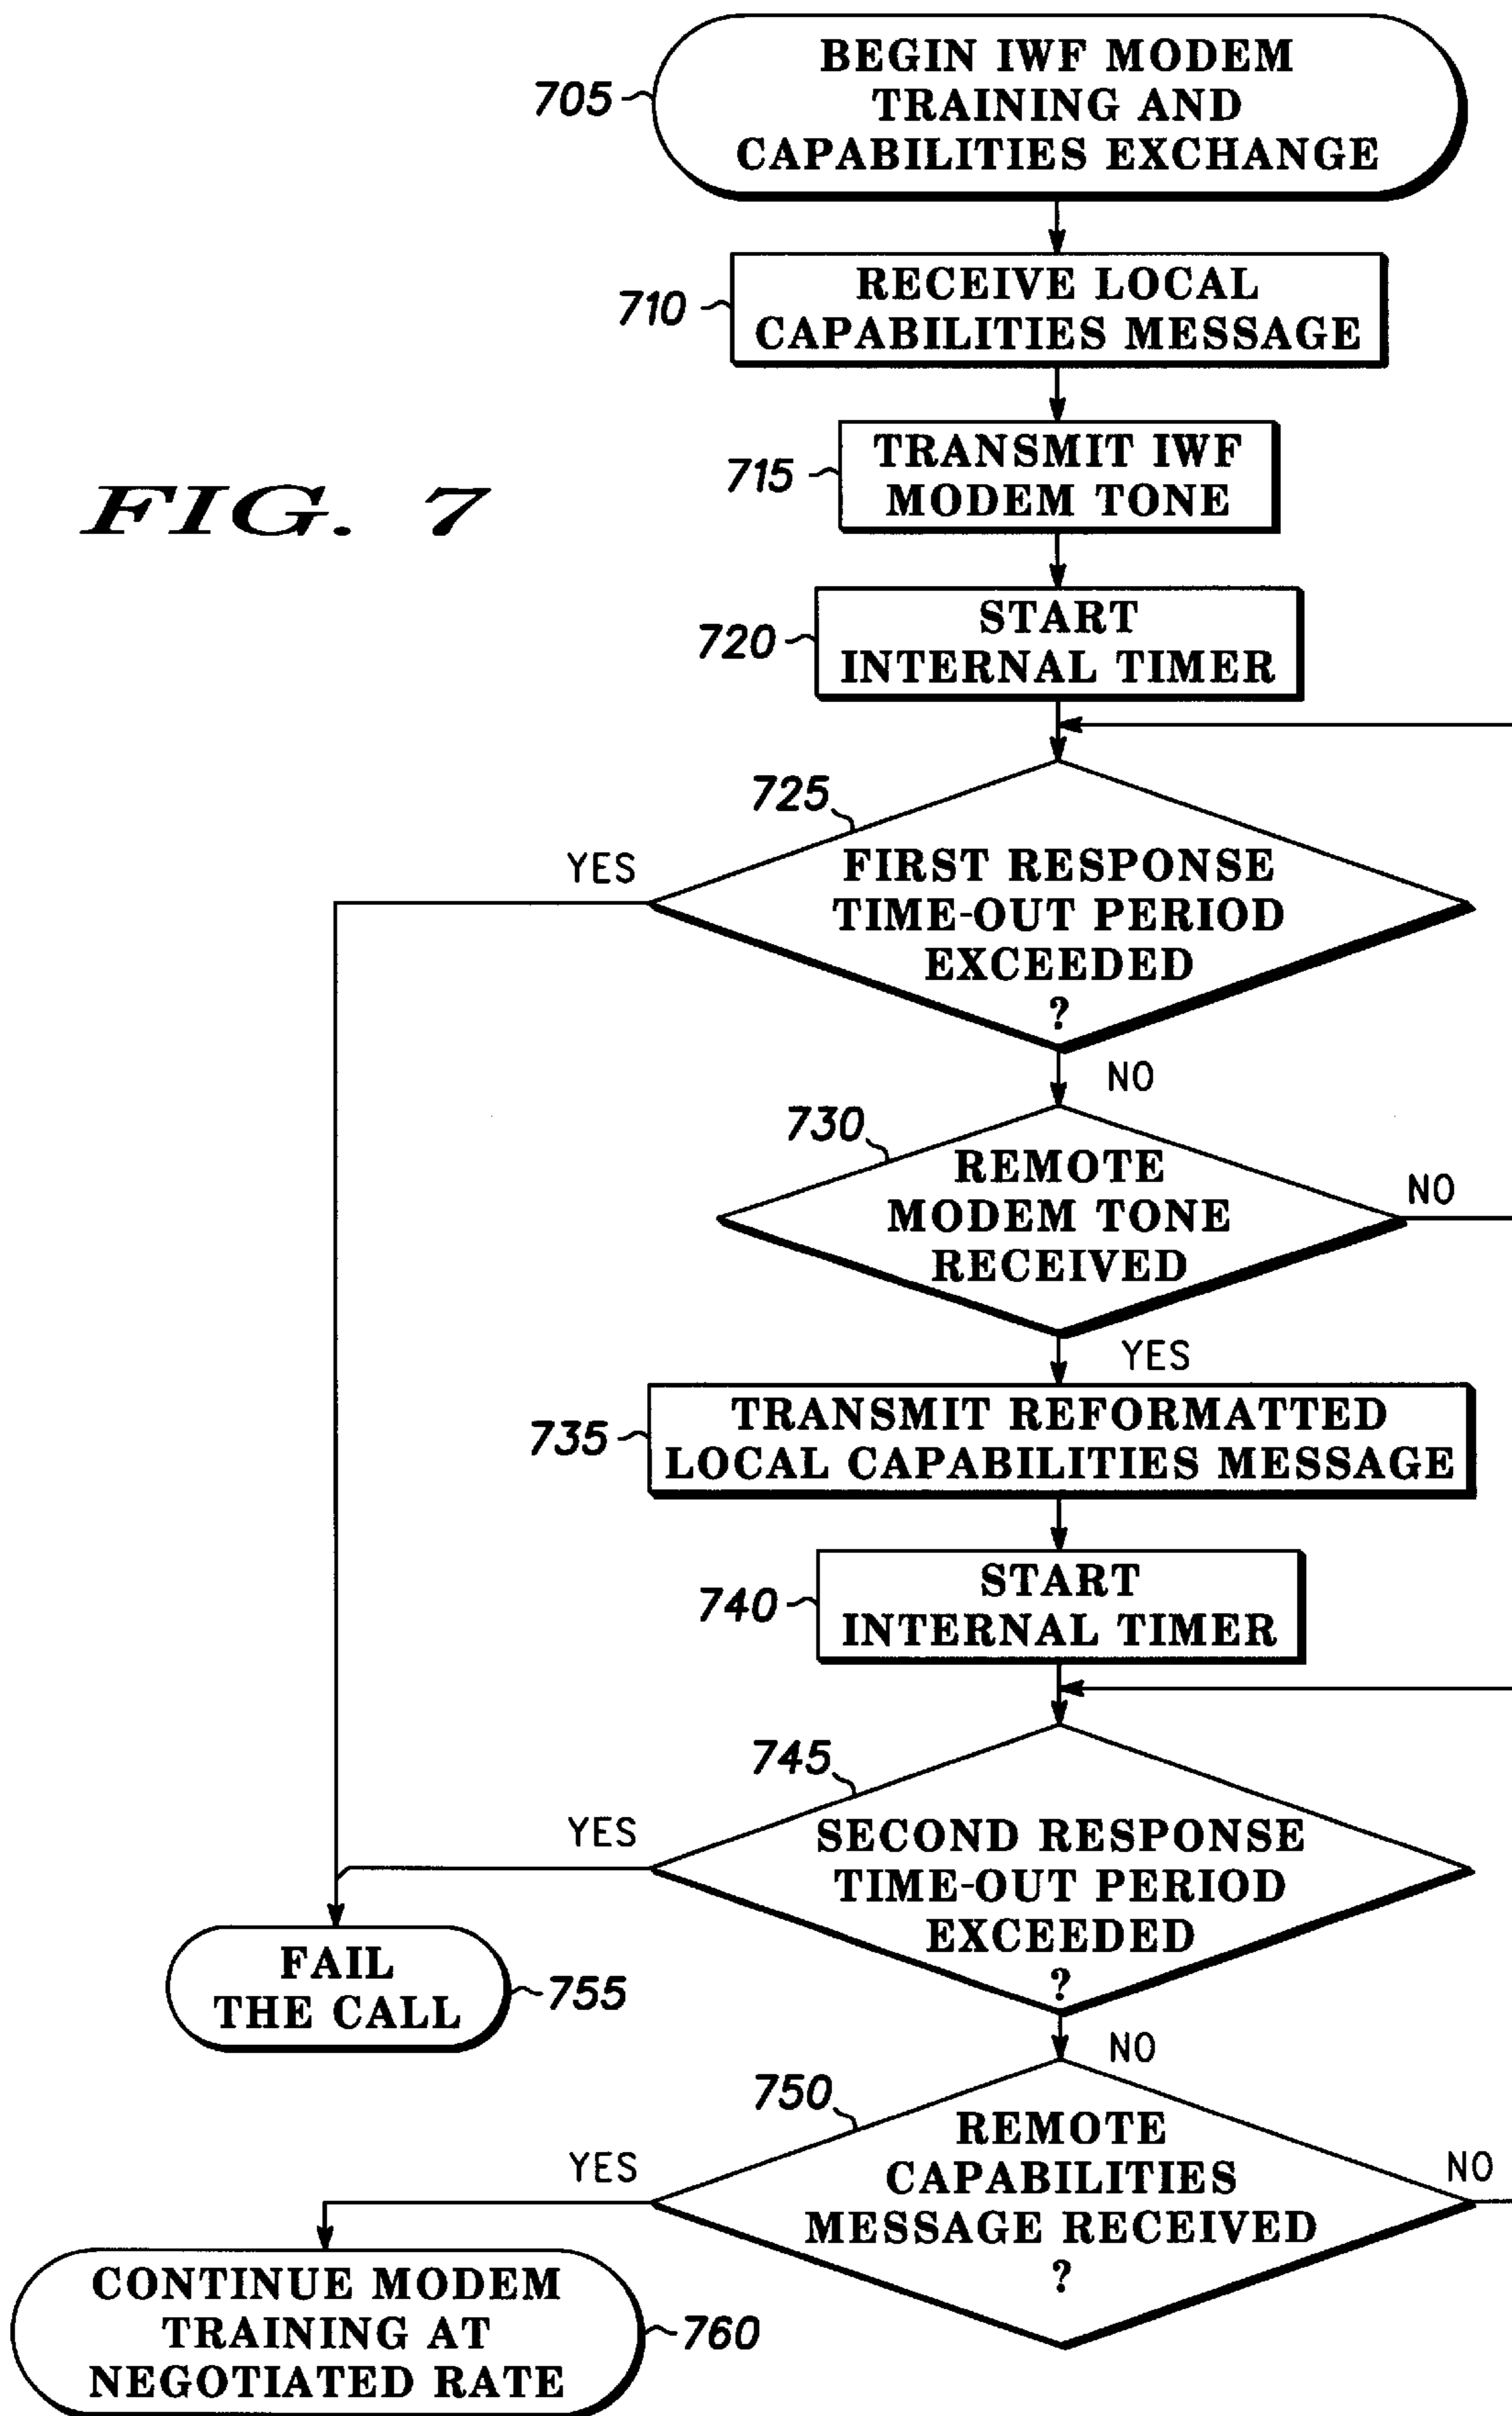 705
BEGIN IWF MODEM
TRAINING AND
CAPABILITIES EXCHANGE
710
RECEIVE LOCAL
CAPABILITIES MESSAGE
FIG. 7
715
TRANSMIT IWF
MODEM TONE
720
START
INTERNAL TIMER
725
YES
FIRST RESPONSE
TIME-OUT PERIOD
EXCEEDED
?
NO
730
REMOTE
MODEM TONE
RECEIVED
NO
YES
735
TRANSMIT REFORMATTED
LOCAL CAPABILITIES MESSAGE
740
START
INTERNAL TIMER
745
YES
SECOND RESPONSE
TIME-OUT PERIOD
EXCEEDED
?
FAIL
THE CALL
755
NO
750
YES
REMOTE
CAPABILITIES
MESSAGE RECEIVED
?
NO
CONTINUE MODEM
TRAINING AT
NEGOTIATED RATE
760